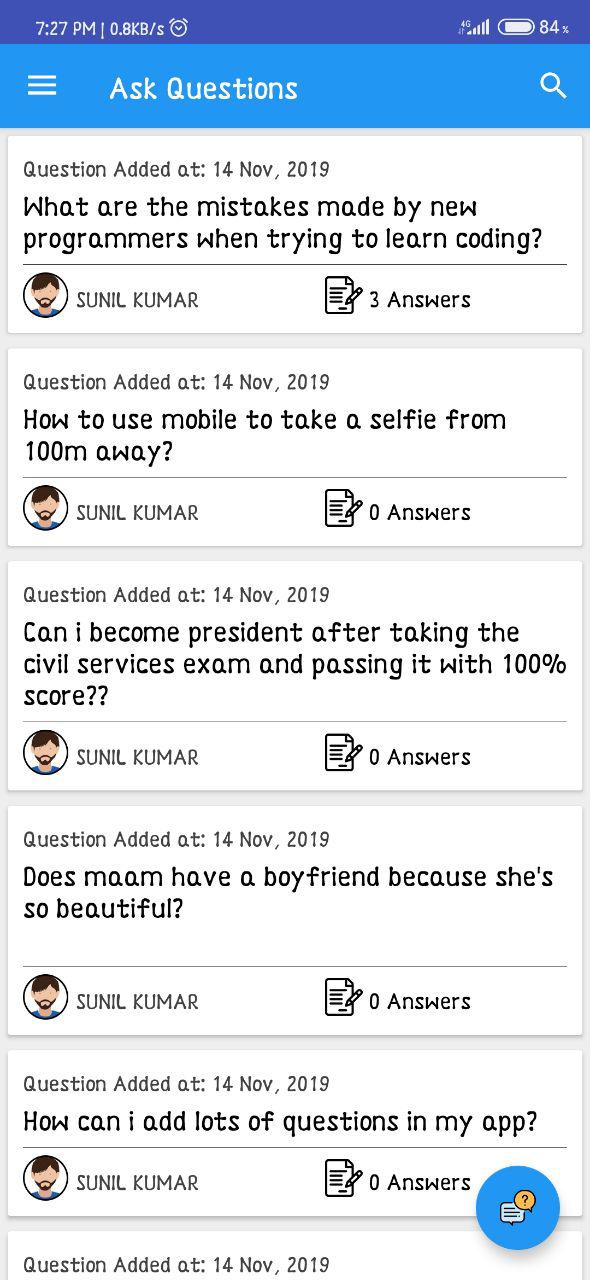 7:27 PM | 0.8KB/s
4G 84%
Ask Questions
Question Added at: 14 Nov, 2019
What are the mistakes made by new
programmers when trying to learn coding?
SUNIL KUMAR 3 Answers
Question Added at: 14 Nov, 2019
How to use mobile to take a selfie from
100m away?
SUNIL KUMAR 0 Answers
Question Added at: 14 Nov, 2019
Can i become president after taking the
civil services exam and passing it with 100%
score??
SUNIL KUMAR 0 Answers
Question Added at: 14 Nov, 2019
Does maam have a boyfriend because she's
so beautiful?
SUNIL KUMAR 0 Answers
Question Added at: 14 Nov, 2019
How can i add lots of questions in my app?
SUNIL KUMAR 0 Answers
?
Question Added at: 14 Nov, 2019